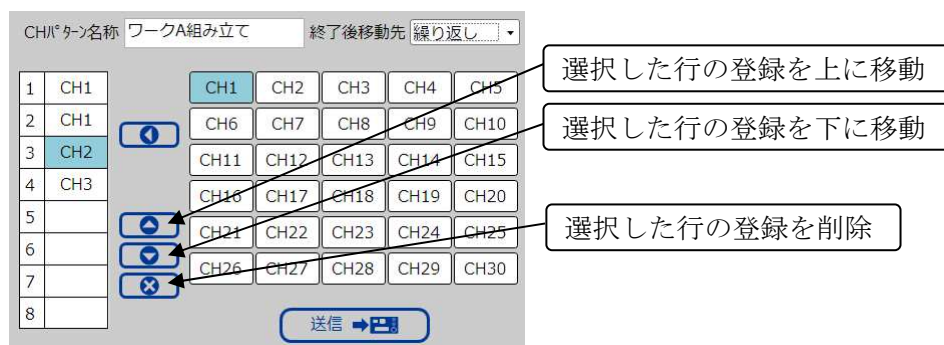 CHﾊﾟﾀｰﾝ名称 ワークA組み立て 終了後移動先 繰り返し
選択した行の登録を上に移動
1 CH1 CH1 CH2 CH3 CH4 CH5
2 CH1 CH6 CH7 CH8 CH9 CH10
選択した行の登録を下に移動
3 CH2 CH11 CH12 CH13 CH14 CH15
4 CH3 CH16 CH17 CH18 CH19 CH20
5 CH21 CH22 CH23 CH24 CH25
選択した行の登録を削除
6 CH26 CH27 CH28 CH29 CH30
7
8
送信